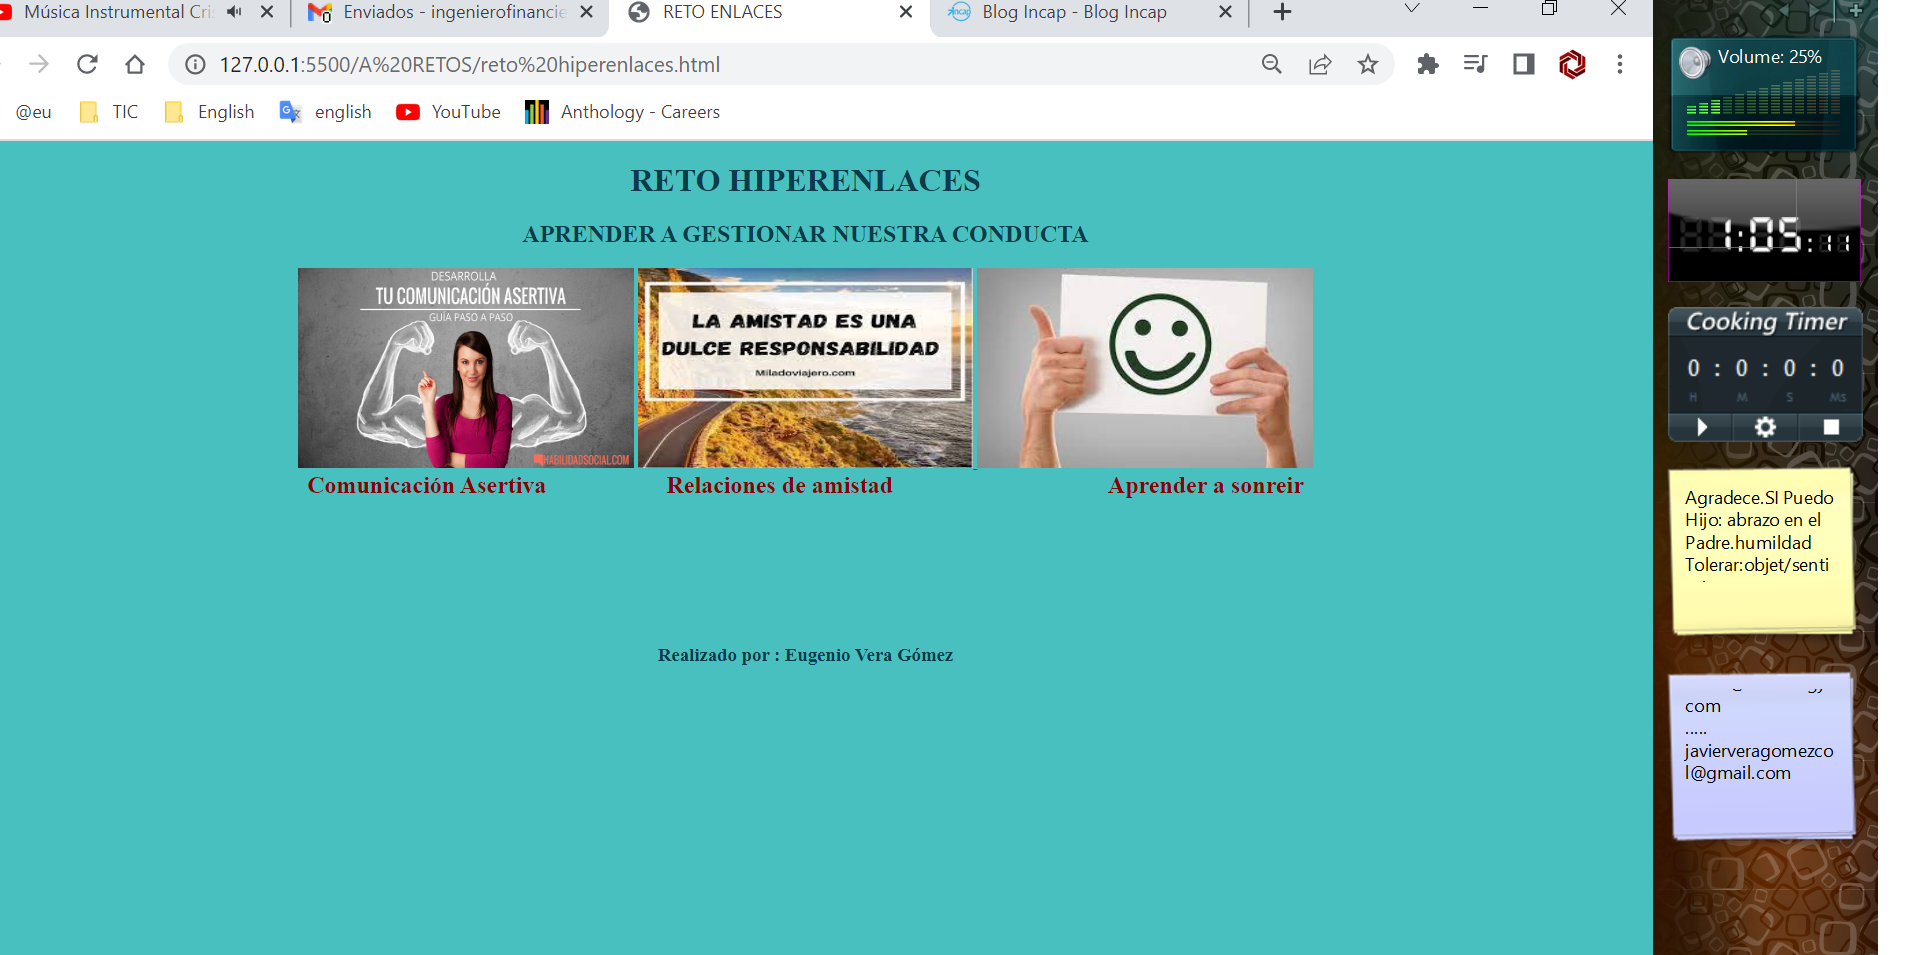 Música Instrumental Cri
Enviados - ingenierofinancie
RETO ENLACES
Blog Incap - Blog Incap
127.0.0.1:5500/A%20RETOS/reto%20hiperenlaces.html
@eu
TIC
English
english
YouTube
Anthology - Careers
RETO HIPERENLACES
APRENDER A GESTIONAR NUESTRA CONDUCTA
DESARROLLA
TU COMUNICACIÓN ASERTIVA
GUÍA PASO A PASO
HABILIDADSOCIAL.COM
LA AMISTAD ES UNA
DULCE RESPONSABILIDAD
Miladoviajero.com
Comunicación Asertiva
Relaciones de amistad
Aprender a sonreir
Realizado por : Eugenio Vera Gómez
Volume: 25%
1:05:11
Cooking Timer
0 : 0 : 0 : 0
H M S Ms
Agradece.SI Puedo
Hijo: abrazo en el
Padre.humildad
Tolerar:objet/senti
com
.....
javierveragomezco
l@gmail.com